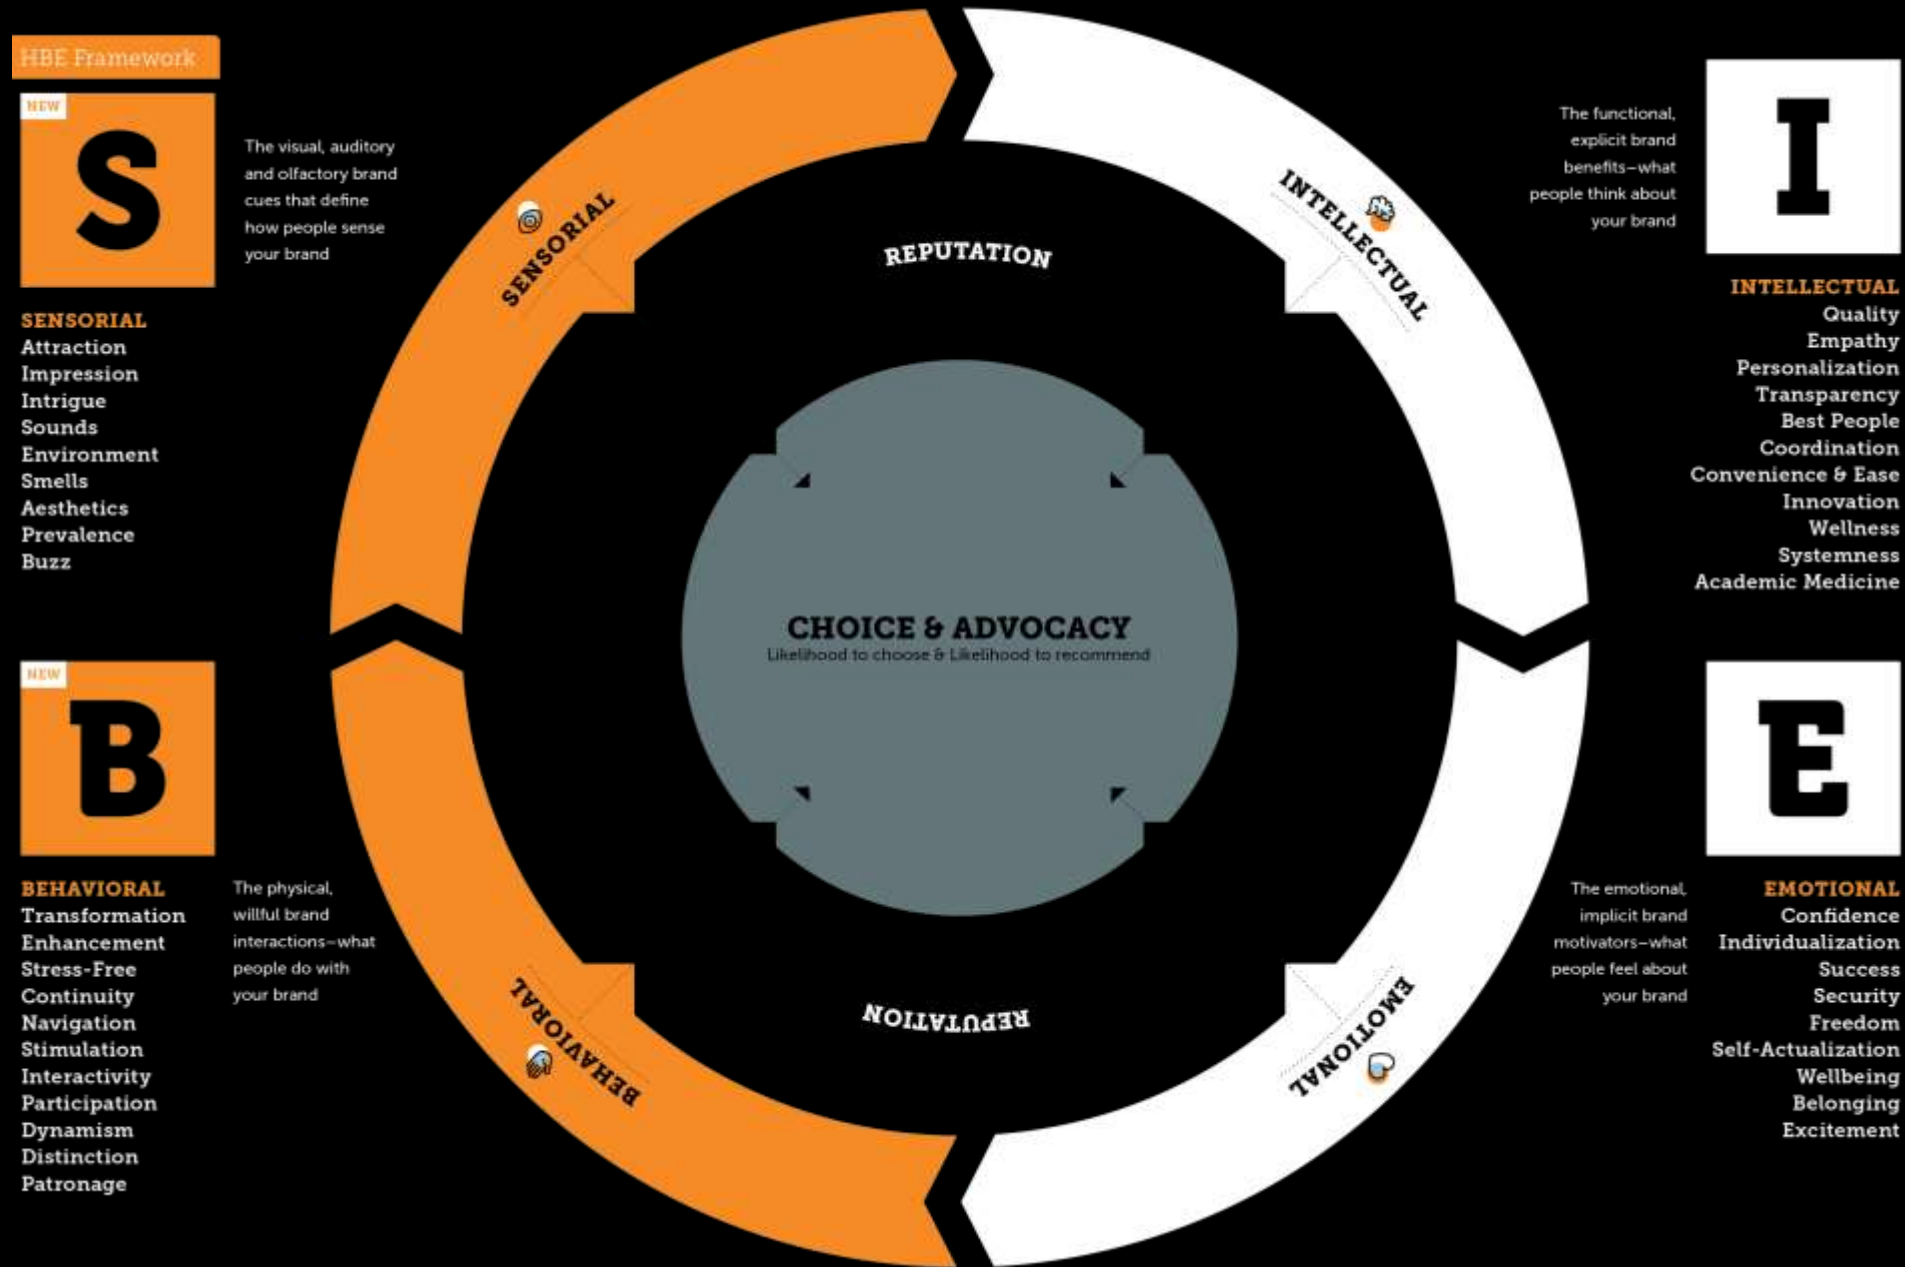 HBE Framework
NEW
S
The visual, auditory
and olfactory brand
cues that define
how people sense
your brand
SENSORIAL
Attraction
Impression
Intrigue
Sounds
Environment
Smells
Aesthetics
Prevalence
Buzz
NEW
B
BEHAVIORAL
Transformation
Enhancement
Stress-Free
Continuity
Navigation
Stimulation
Interactivity
Participation
Dynamism
Distinction
Patronage
The physical,
willful brand
interactions–what
people do with
your brand
SENSORIAL
INTELLECTUAL
REPUTATION
CHOICE & ADVOCACY
Likelihood to choose & Likelihood to recommend
REPUTATION
BEHAVIORAL
EMOTIONAL
The functional,
explicit brand
benefits–what
people think about
your brand
I
INTELLECTUAL
Quality
Empathy
Personalization
Transparency
Best People
Coordination
Convenience & Ease
Innovation
Wellness
Systemness
Academic Medicine
E
The emotional,
implicit brand
motivators–what
people feel about
your brand
EMOTIONAL
Confidence
Individualization
Success
Security
Freedom
Self-Actualization
Wellbeing
Belonging
Excitement